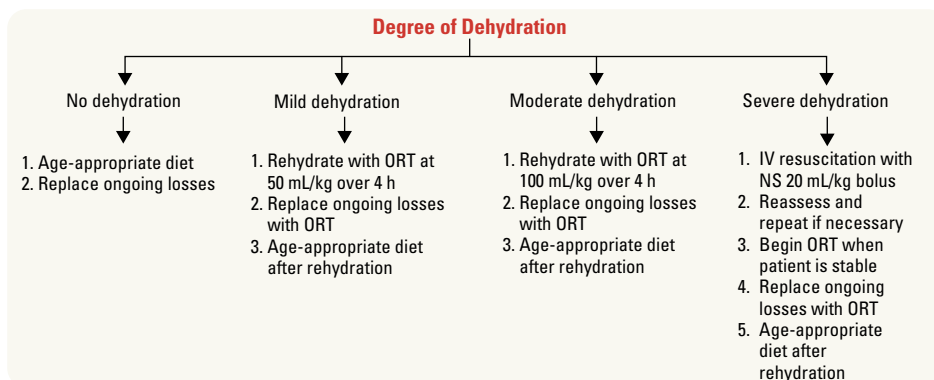 Degree of Dehydration
No dehydration
1. Age-appropriate diet
2. Replace ongoing losses
Mild dehydration
1. Rehydrate with ORT at
50 mL/kg over 4 h
2. Replace ongoing losses
with ORT
3. Age-appropriate diet
after rehydration
Moderate dehydration
1. Rehydrate with ORT at
100 mL/kg over 4 h
2. Replace ongoing losses
with ORT
3. Age-appropriate diet
after rehydration
Severe dehydration
1. IV resuscitation with
NS 20 mL/kg bolus
2. Reassess and
repeat if necessary
3. Begin ORT when
patient is stable
4. Replace ongoing
losses with ORT
5. Age-appropriate
diet after
rehydration